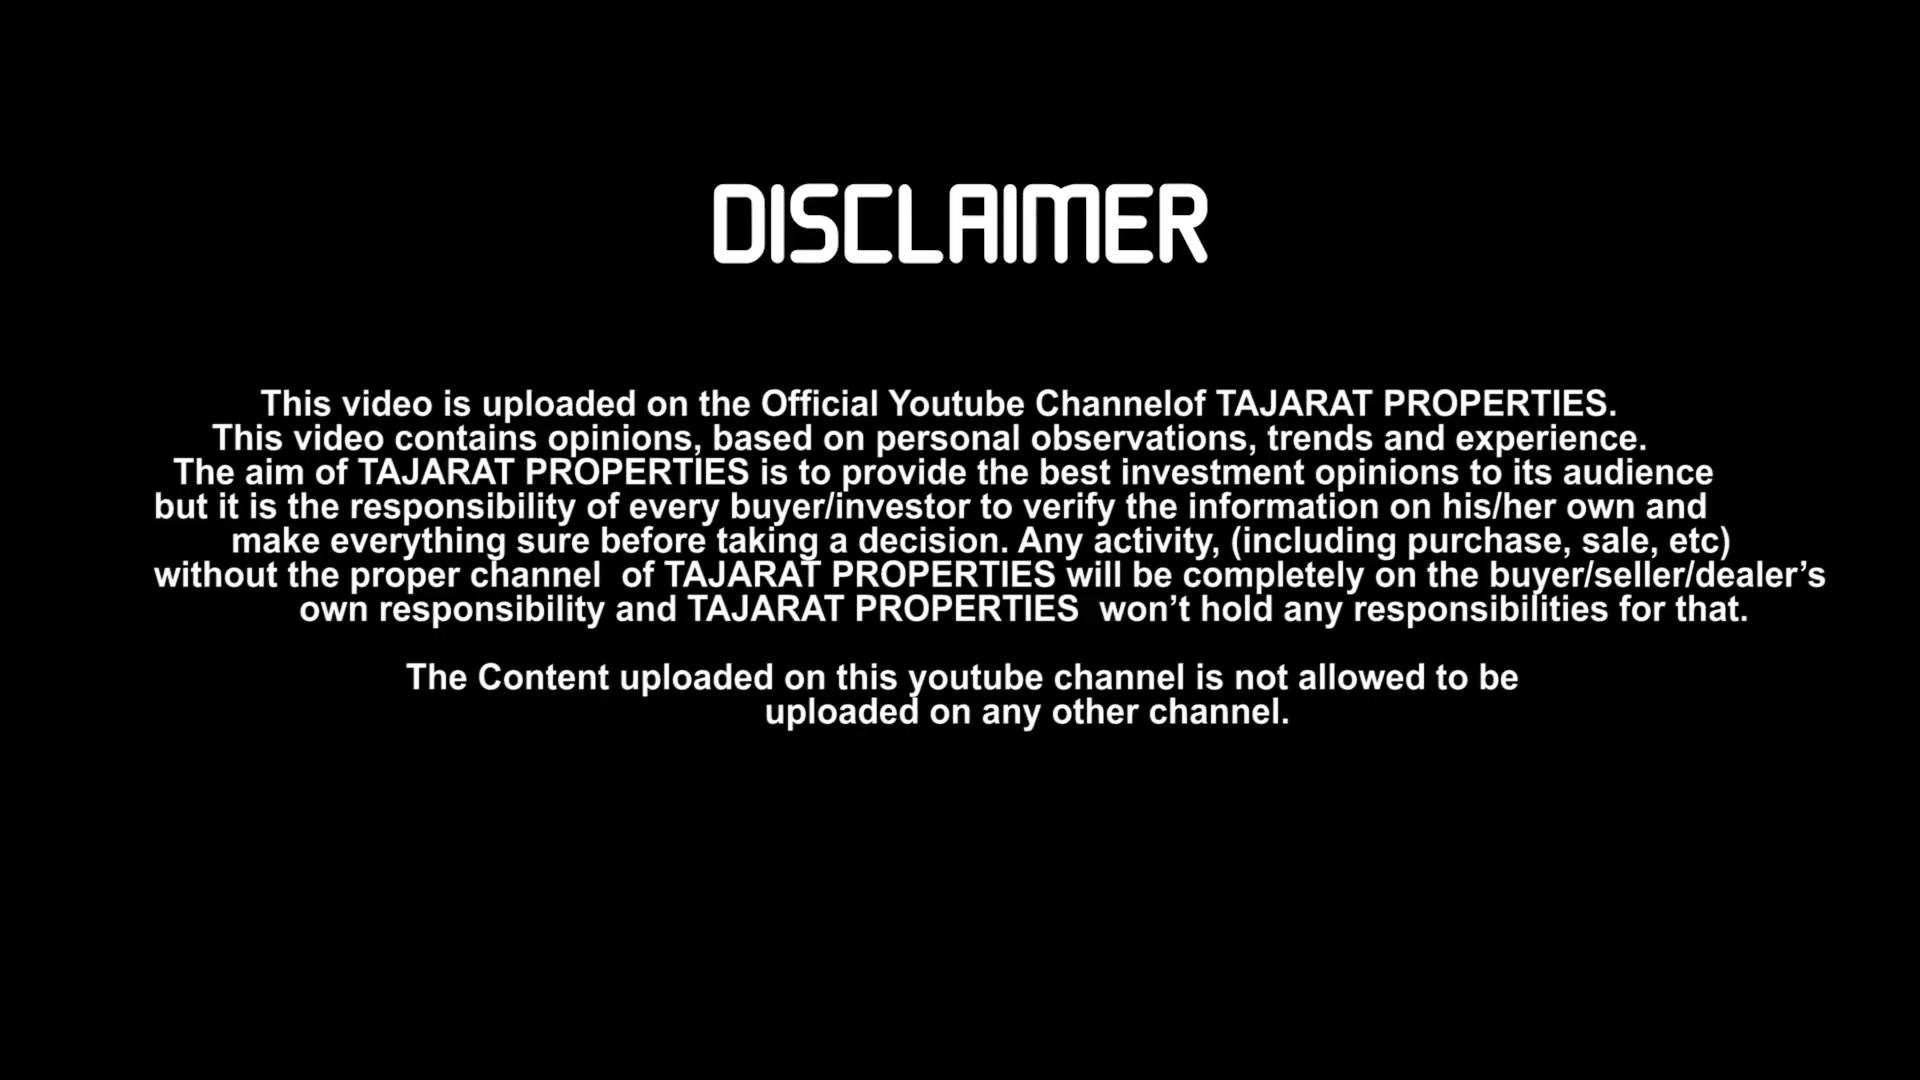 DISCLAIMER
This video is uploaded on the Official Youtube Channelof TAJARAT PROPERTIES.
This video contains opinions, based on personal observations, trends and experience.
The aim of TAJARAT PROPERTIES is to provide the best investment opinions to its audience
but it is the responsibility of every buyer/investor to verify the information on his/her own and
make everything sure before taking a decision. Any activity, (including purchase, sale, etc)
without the proper channel  of TAJARAT PROPERTIES will be completely on the buyer/seller/dealer’s
own responsibility and TAJARAT PROPERTIES  won’t hold any responsibilities for that.
The Content uploaded on this youtube channel is not allowed to be
uploaded on any other channel.